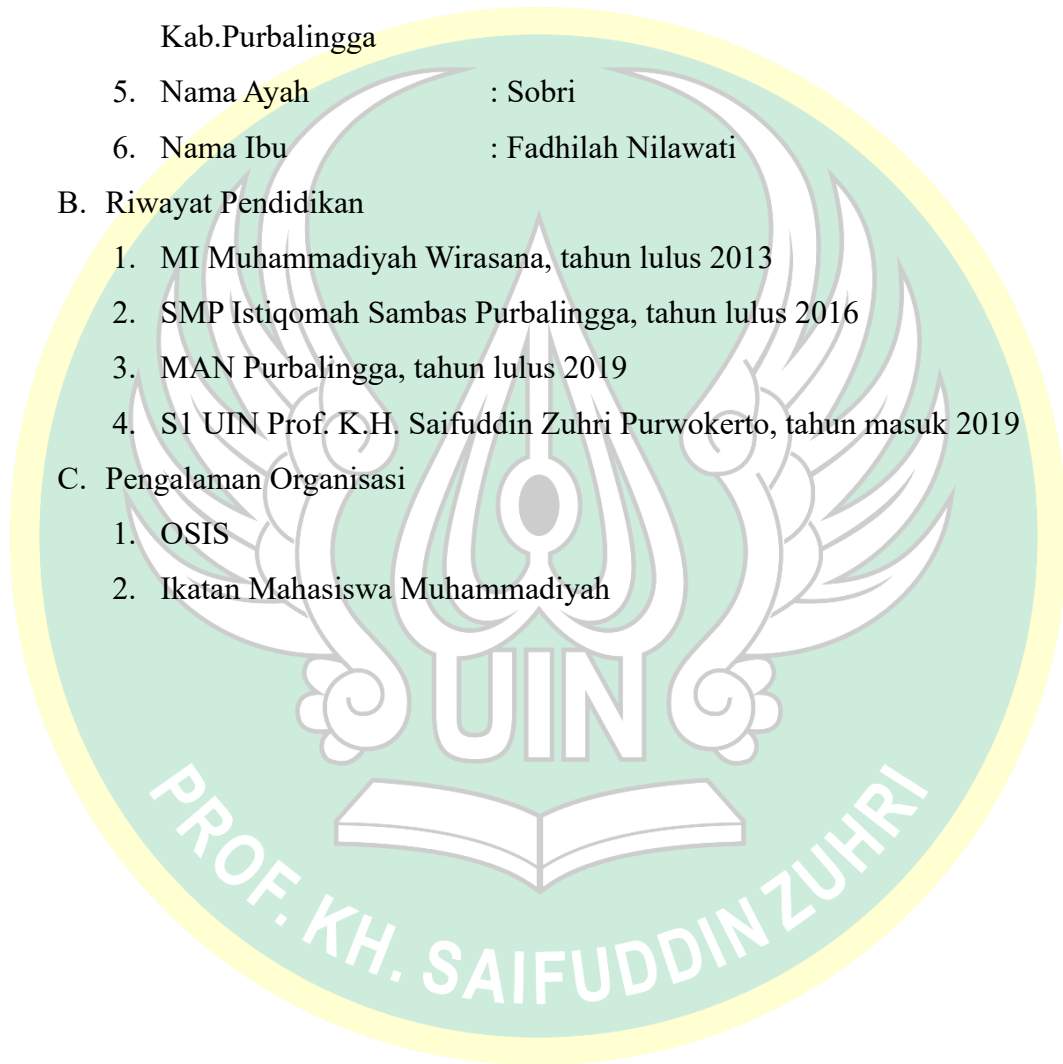 Kab.Purbalingga
5. Nama Ayah : Sobri
6. Nama Ibu : Fadhilah Nilawati
B. Riwayat Pendidikan
1. MI Muhammadiyah Wirasana, tahun lulus 2013
2. SMP Istiqomah Sambas Purbalingga, tahun lulus 2016
3. MAN Purbalingga, tahun lulus 2019
4. S1 UIN Prof. K.H. Saifuddin Zuhri Purwokerto, tahun masuk 2019
C. Pengalaman Organisasi
1. OSIS
2. Ikatan Mahasiswa Muhammadiyah
UIN
PROF. KH. SAIFUDDIN ZUHRI